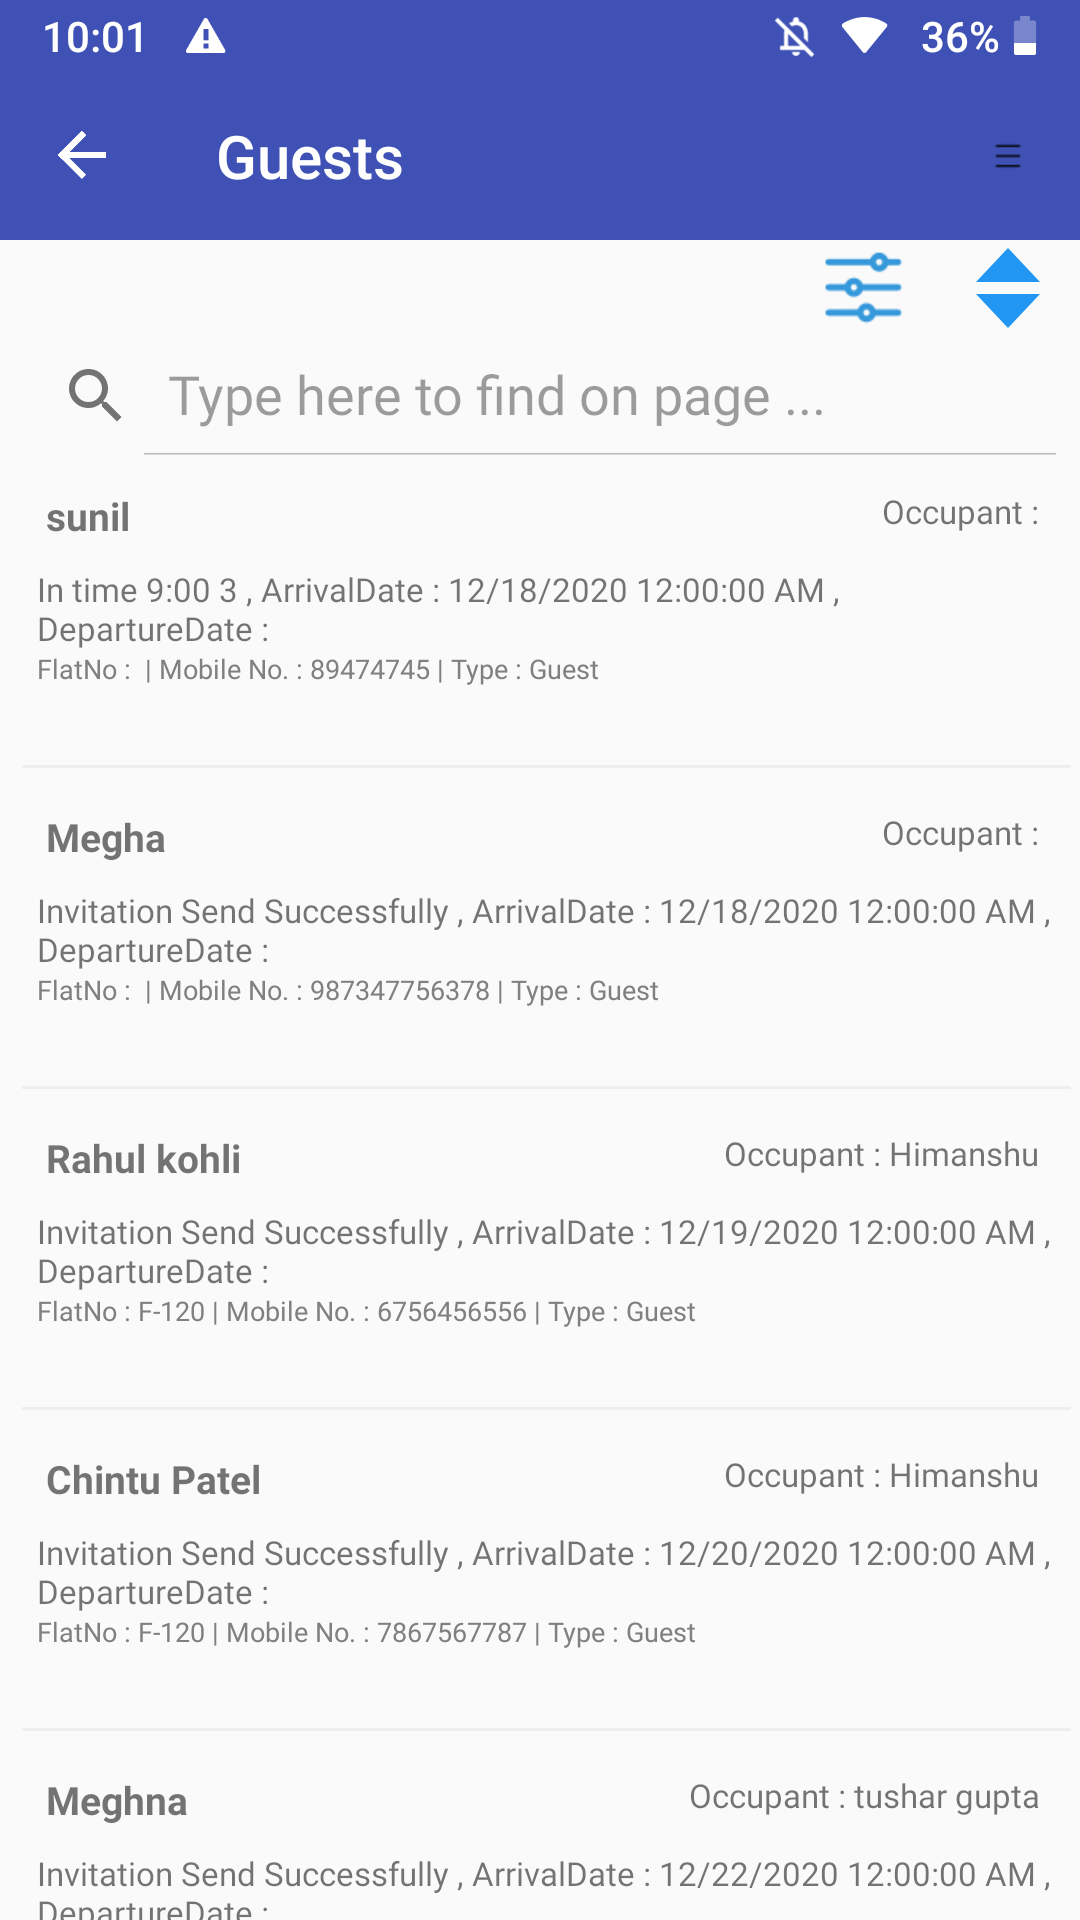 10:01 36%
Guests
Type here to find on page ...
sunil Occupant :
In time 9:00 3 , ArrivalDate : 12/18/2020 12:00:00 AM ,
DepartureDate :
FlatNo :  | Mobile No. : 89474745 | Type : Guest
Megha Occupant :
Invitation Send Successfully , ArrivalDate : 12/18/2020 12:00:00 AM ,
DepartureDate :
FlatNo :  | Mobile No. : 987347756378 | Type : Guest
Rahul kohli Occupant : Himanshu
Invitation Send Successfully , ArrivalDate : 12/19/2020 12:00:00 AM ,
DepartureDate :
FlatNo : F-120 | Mobile No. : 6756456556 | Type : Guest
Chintu Patel Occupant : Himanshu
Invitation Send Successfully , ArrivalDate : 12/20/2020 12:00:00 AM ,
DepartureDate :
FlatNo : F-120 | Mobile No. : 7867567787 | Type : Guest
Meghna Occupant : tushar gupta
Invitation Send Successfully , ArrivalDate : 12/22/2020 12:00:00 AM ,
DepartureDate :